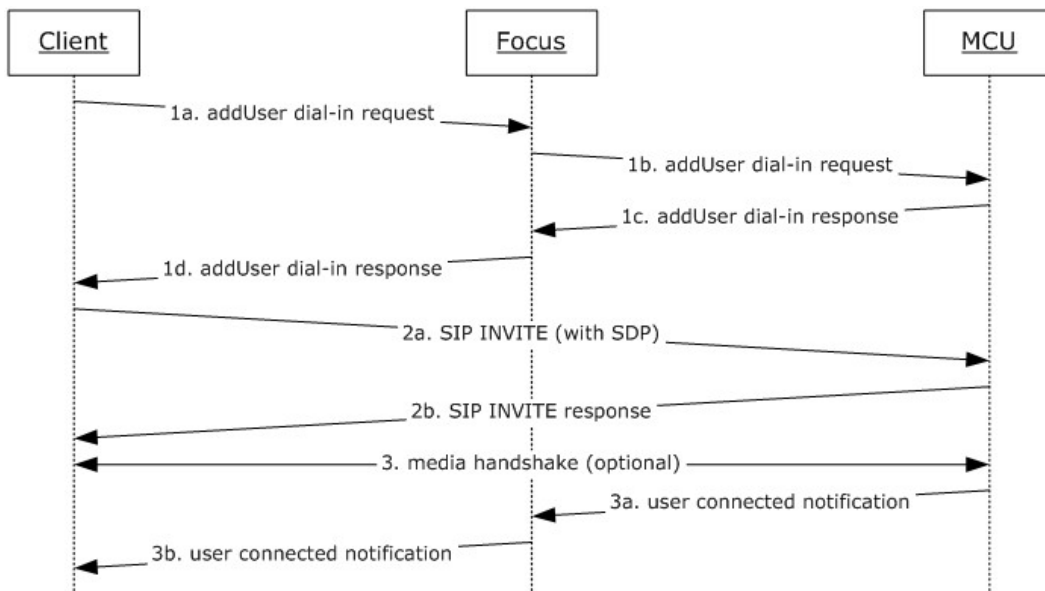 Client
Focus
MCU
1a. addUser dial-in request
1b. addUser dial-in request
1c. addUser dial-in response
1d. addUser dial-in response
2a. SIP INVITE (with SDP)
2b. SIP INVITE response
3. media handshake (optional)
3a. user connected notification
3b. user connected notification